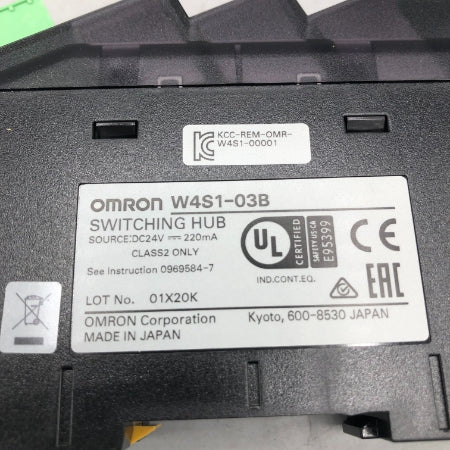 KCC-REM-OMR-
W4S1-00001
OMRON W4S1-03B
SWITCHING HUB
SOURCE:DC24V ⎓ 220mA
CLASS2 ONLY
See Instruction 0969584-7
LOT No. 01X20K
OMRON Corporation
MADE IN JAPAN
UL
CERTIFIED
SAFETY US CA
E95399
IND.CONT.EQ.
CE
EAC
Kyoto, 600-8530 JAPAN